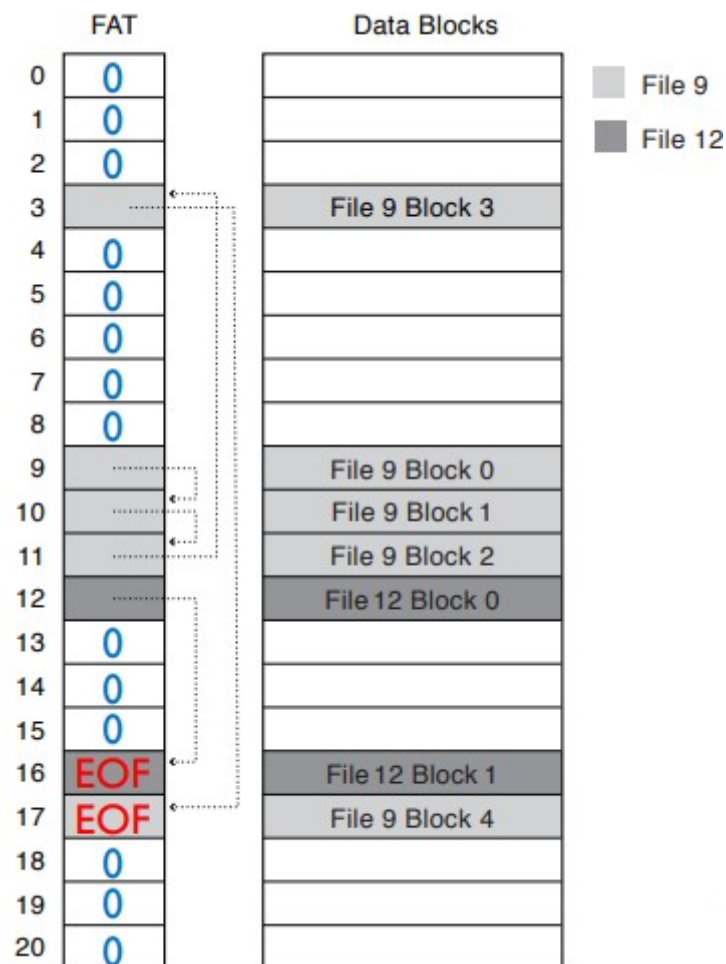 FAT Data Blocks
0 0
1 0
2 0
3 File 9 Block 3
4 0
5 0
6 0
7 0
8 0
9 File 9 Block 0
10 File 9 Block 1
11 File 9 Block 2
12 File 12 Block 0
13 0
14 0
15 0
16 EOF File 12 Block 1
17 EOF File 9 Block 4
18 0
19 0
20 0
File 9
File 12